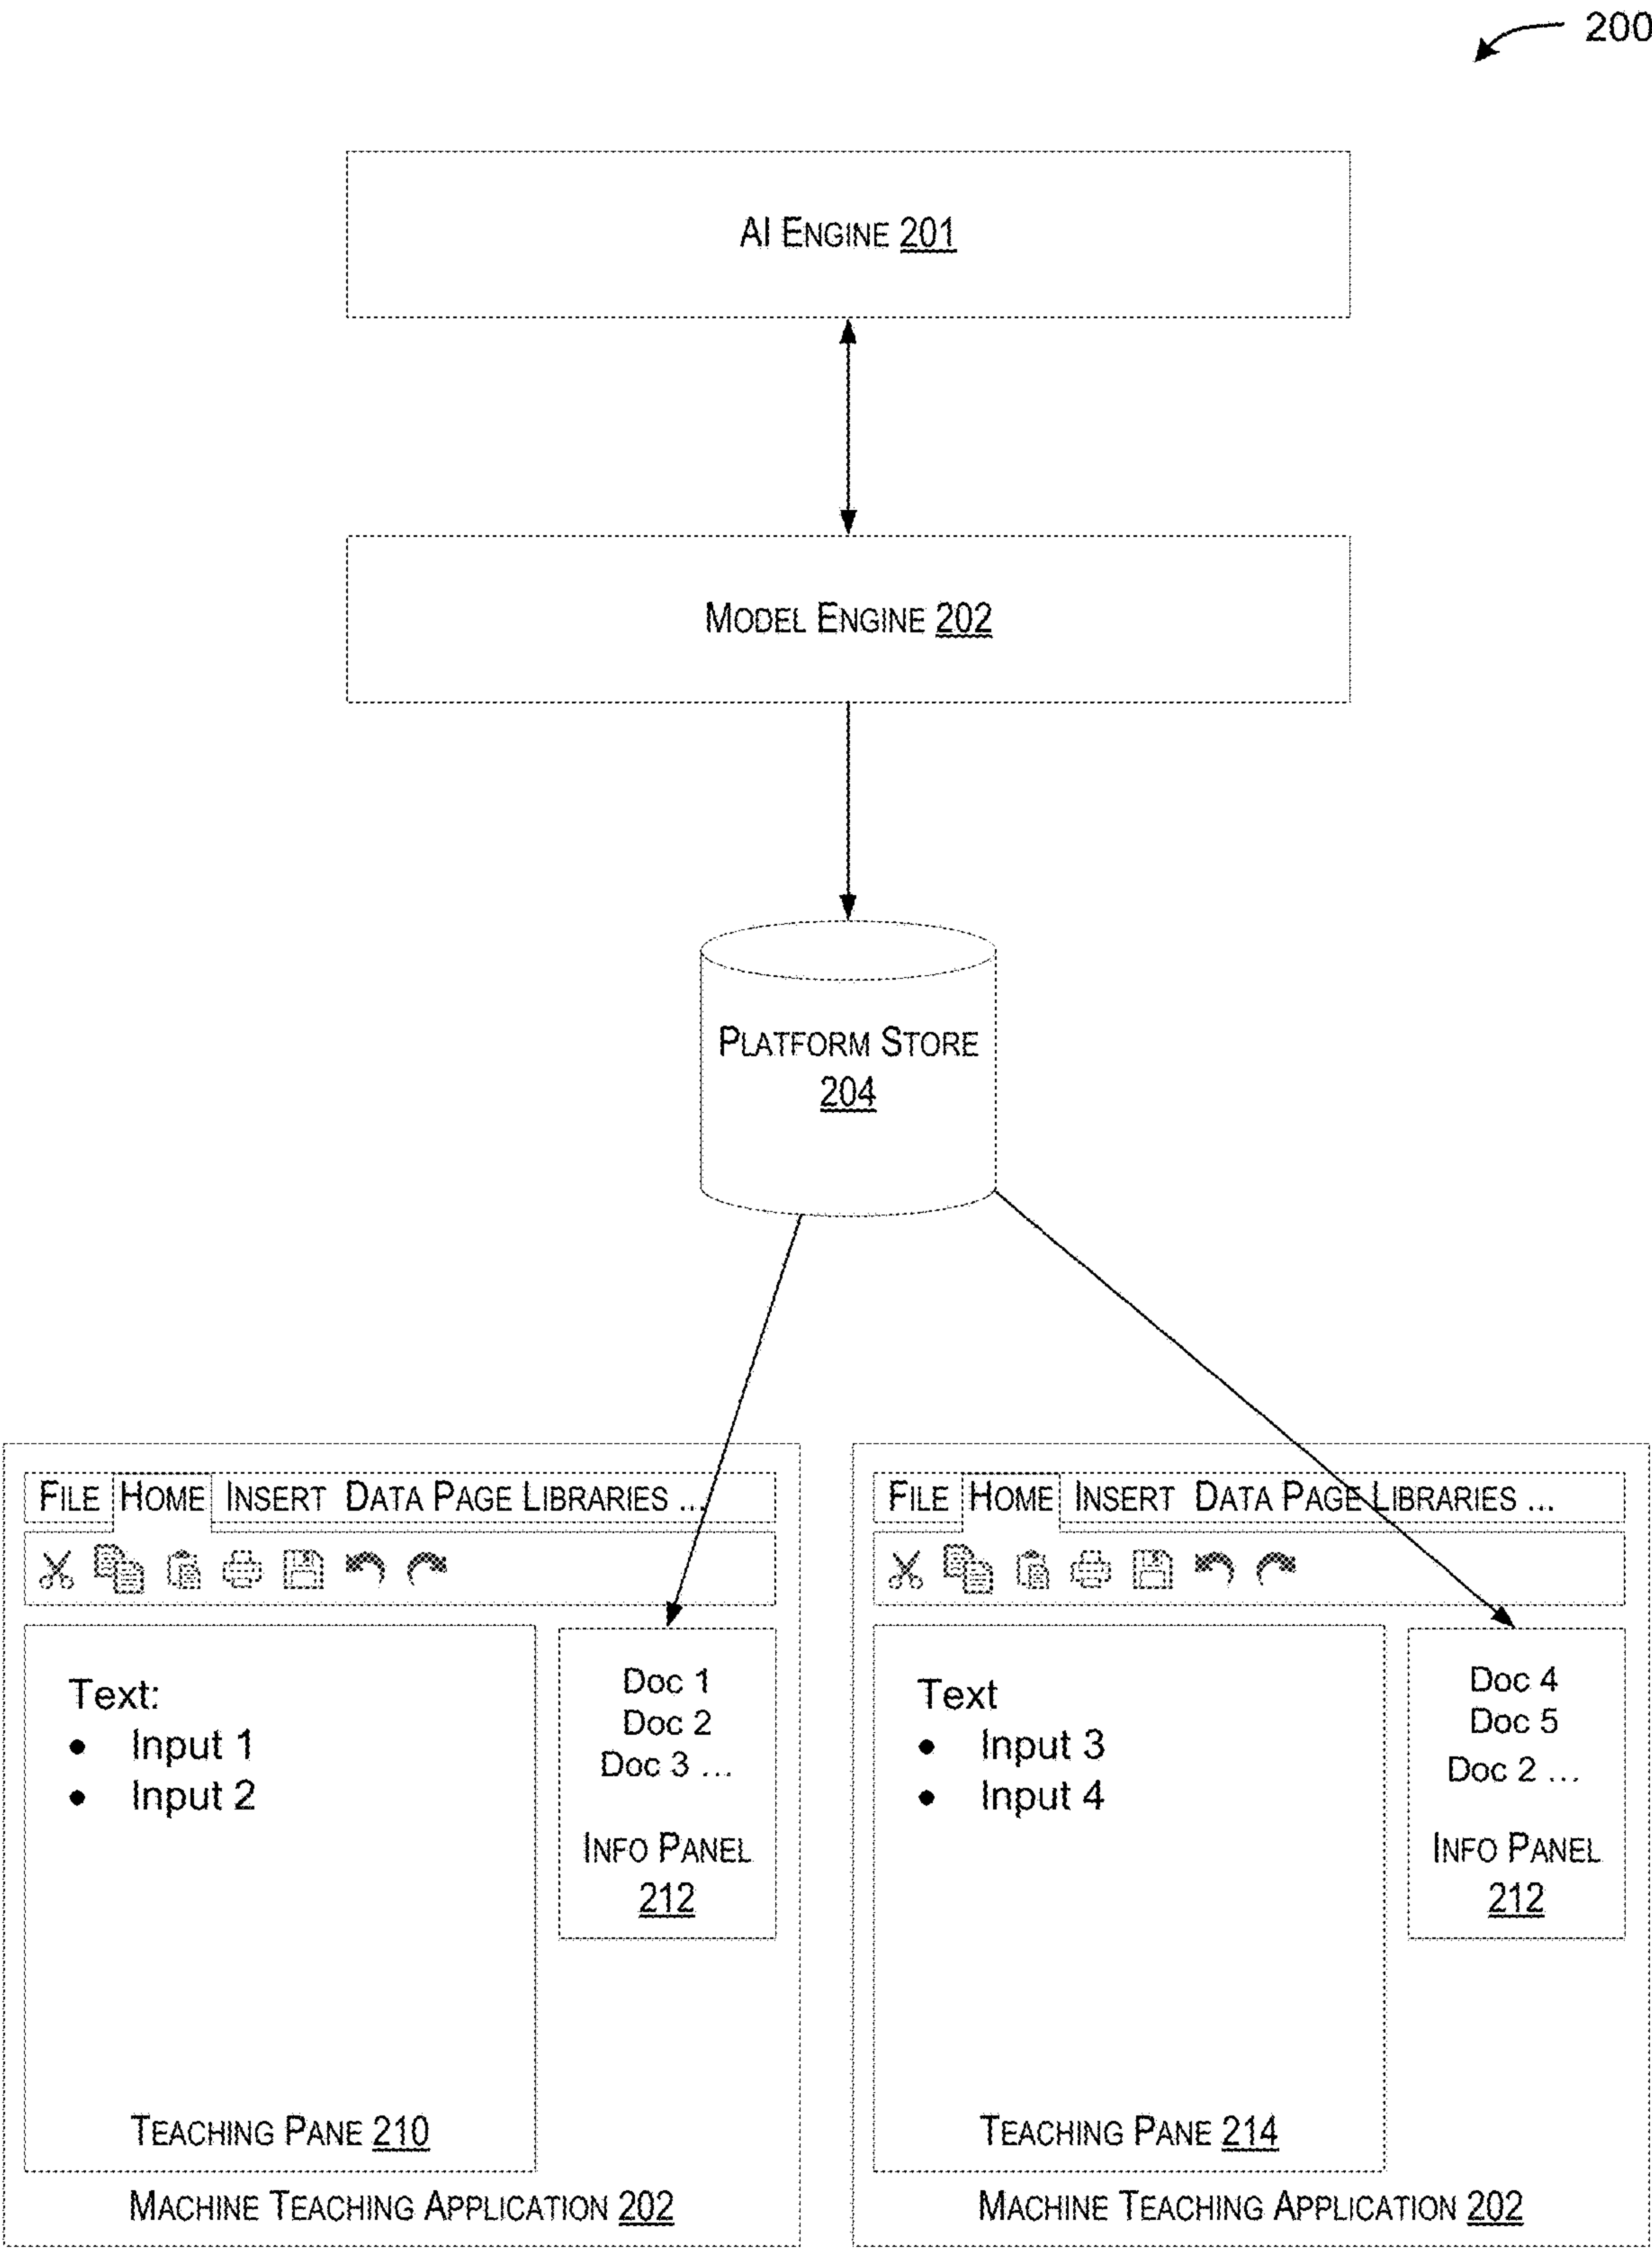 200
AI ENGINE 201
MODEL ENGINE 202
PLATFORM STORE
204
FILE HOME INSERT DATA PAGE LIBRARIES ...
Text:
• Input 1
• Input 2
Doc 1
Doc 2
Doc 3 ...
INFO PANEL
212
TEACHING PANE 210
MACHINE TEACHING APPLICATION 202
FILE HOME INSERT DATA PAGE LIBRARIES ...
Text
• Input 3
• Input 4
Doc 4
Doc 5
Doc 2 ...
INFO PANEL
212
TEACHING PANE 214
MACHINE TEACHING APPLICATION 202